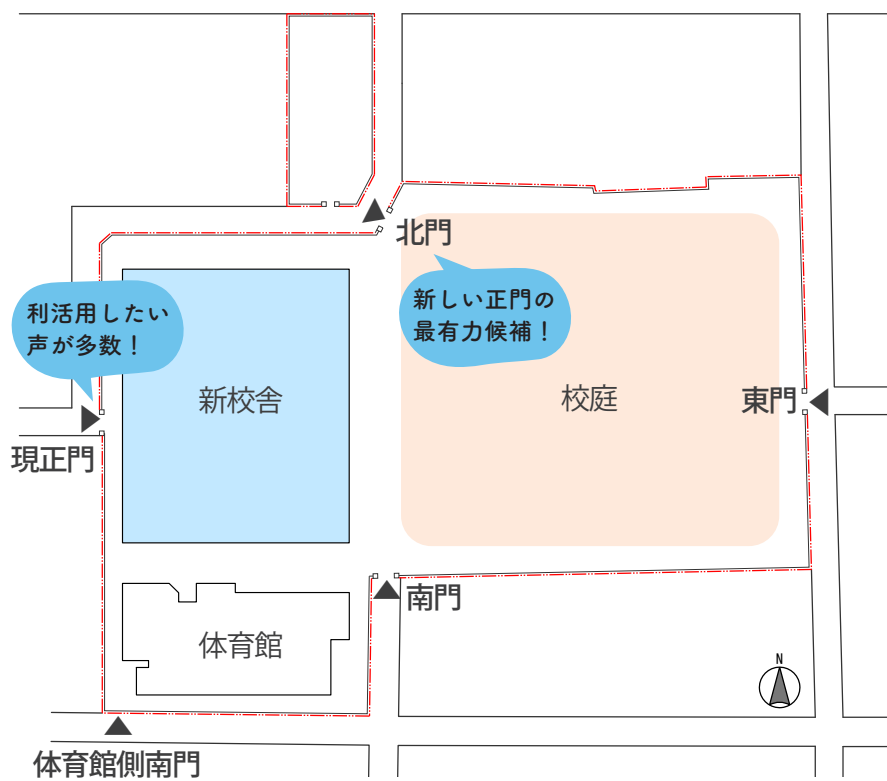 北門
利活用したい
声が多数！
新しい正門の
最有力候補！
新校舎
校庭
東門
現正門
南門
体育館
N
体育館側南門